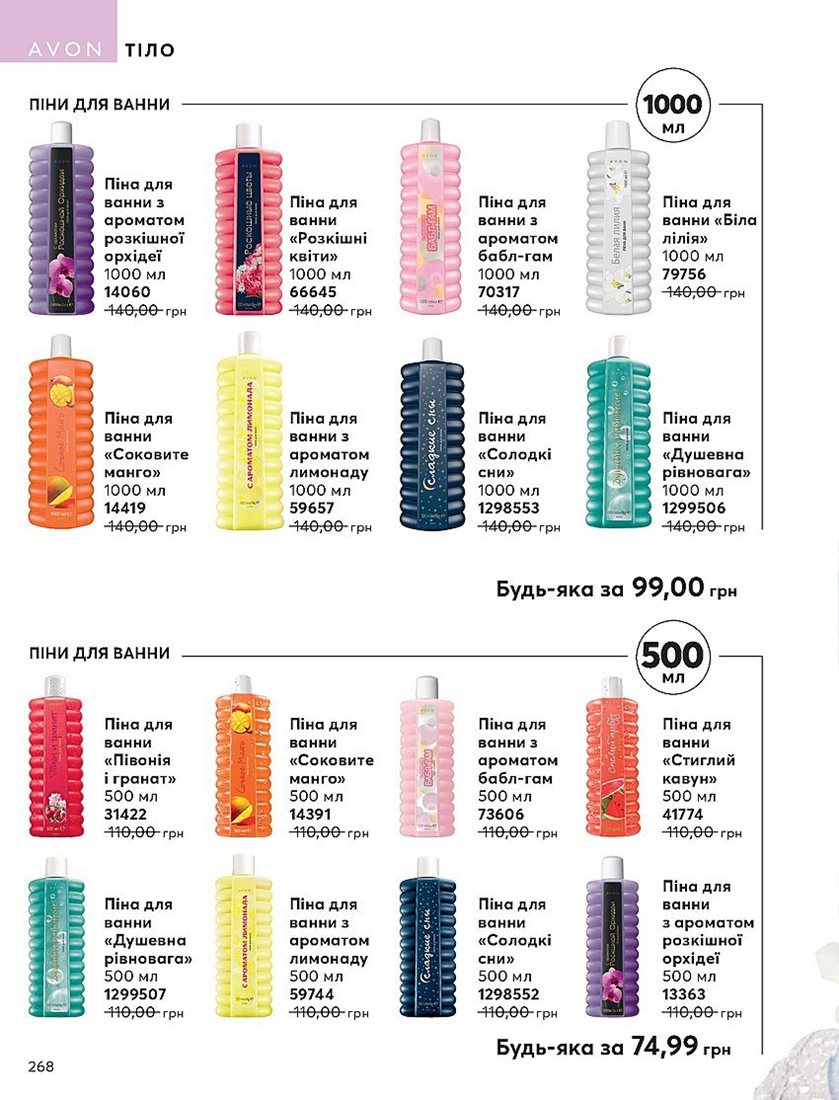 AVON ТІЛО
ПІНИ ДЛЯ ВАННИ
1000
МЛ
Піна для
ванни з
ароматом
розкішної
орхідеї
1000 мл
14060
140,00 грн
Піна для
ванни
«Розкішні
квіти»
1000 мл
66645
140,00 грн
Піна для
ванни з
ароматом
бабл-гам
1000 мл
70317
140,00 грн
Піна для
ванни «Біла
лілія»
1000 мл
79756
140,00 грн
Піна для
ванни
«Соковите
манго»
1000 мл
14419
140,00 грн
Піна для
ванни з
ароматом
лимонаду
1000 мл
59657
140,00 грн
Піна для
ванни
«Солодкі
сни»
1000 мл
1298553
140,00 грн
Піна для
ванни
«Душевна
рівновага»
1000 мл
1299506
140,00 грн
Будь-яка за 99,00 грн
ПІНИ ДЛЯ ВАННИ
500
МЛ
Піна для
ванни
«Півонія
і гранат»
500 мл
31422
110,00 грн
Піна для
ванни
«Соковите
манго»
500 мл
14391
110,00 грн
Піна для
ванни з
ароматом
бабл-гам
500 мл
73606
110,00 грн
Піна для
ванни
«Стиглий
кавун»
500 мл
41774
110,00 грн
Піна для
ванни
«Душевна
рівновага»
500 мл
1299507
110,00 грн
Піна для
ванни з
ароматом
лимонаду
500 мл
59744
110,00 грн
Піна для
ванни
«Солодкі
сни»
500 мл
1298552
110,00 грн
Піна для
ванни
з ароматом
розкішної
орхідеї
500 мл
13363
110,00 грн
Будь-яка за 74,99 грн
268